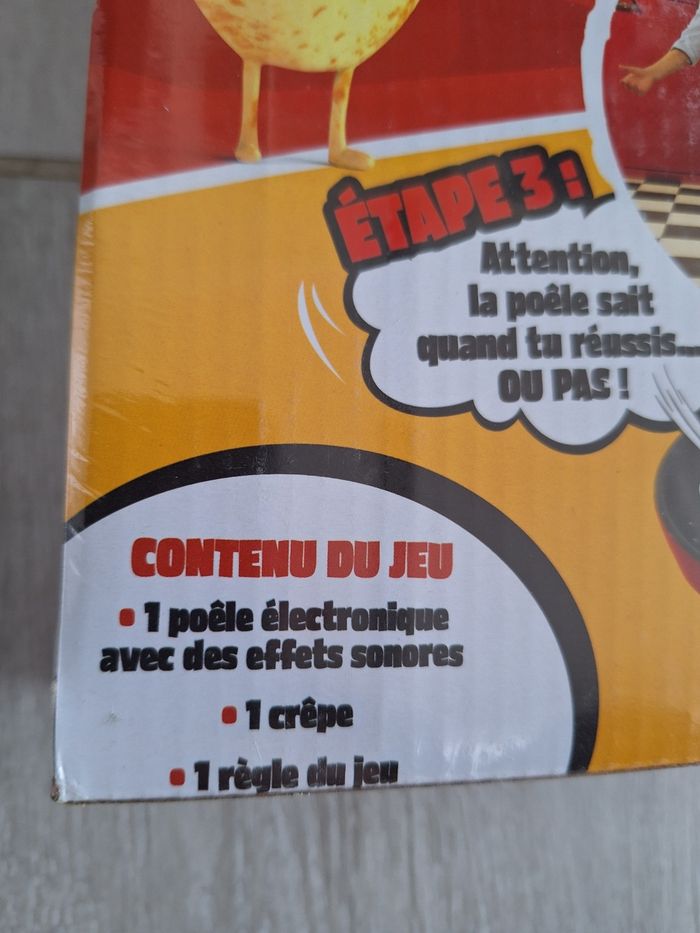 ÉTAPE 3 :
Attention,
la poêle sait
quand tu réussis...
OU PAS !
CONTENU DU JEU
• 1 poêle électronique
avec des effets sonores
• 1 crêpe
• 1 règle du jeu